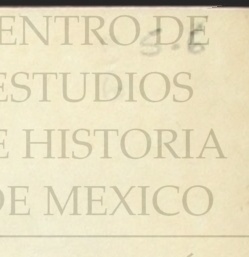 ENTRO DE
ESTUDIOS
E HISTORIA
DE MEXICO